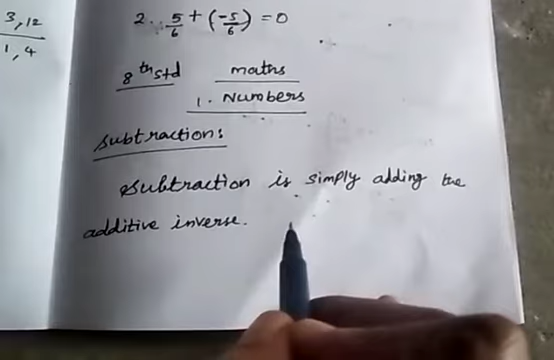 3, 12
1, 4
2. 5/6 + (-5/6) = 0
8th std maths
1. Numbers
Subtraction:
Subtraction is simply adding the
additive inverse.